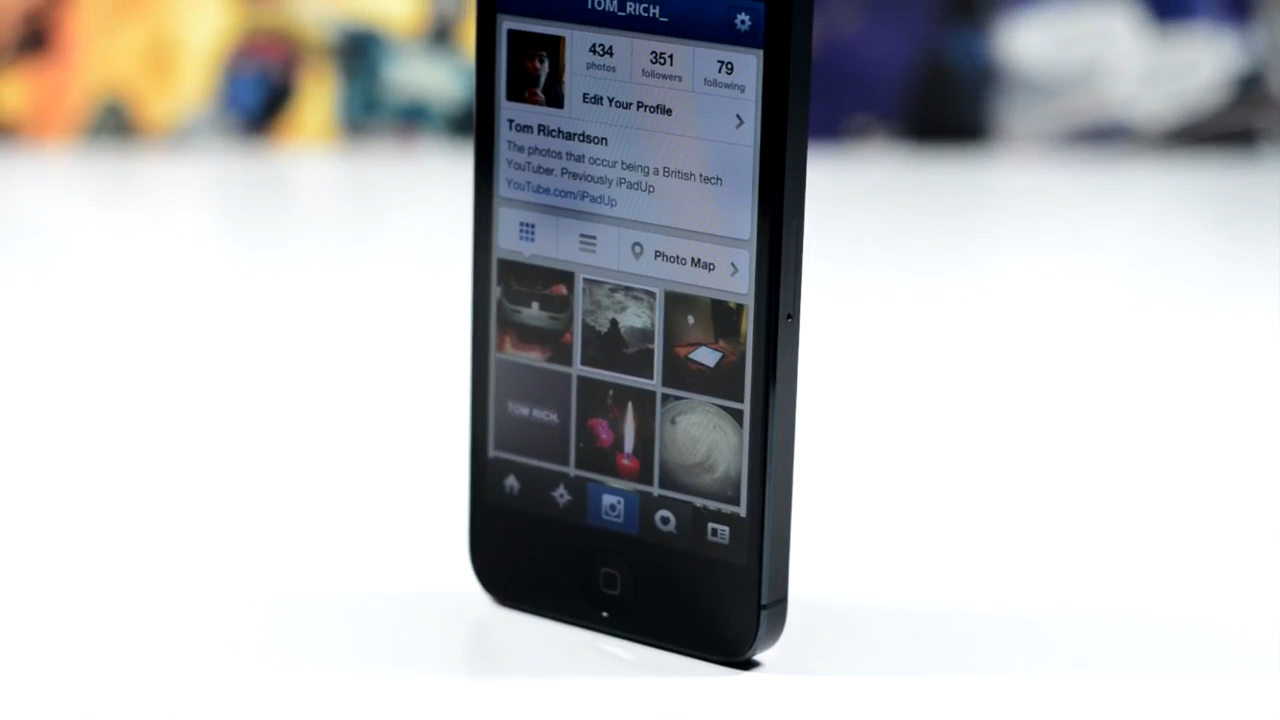 TOM_RICH_
434 351 79
photos followers following
Edit Your Profile
Tom Richardson
The photos that occur being a British tech
YouTuber. Previously iPadUp
YouTube.com/iPadUp
Photo Map
TOM RICH.